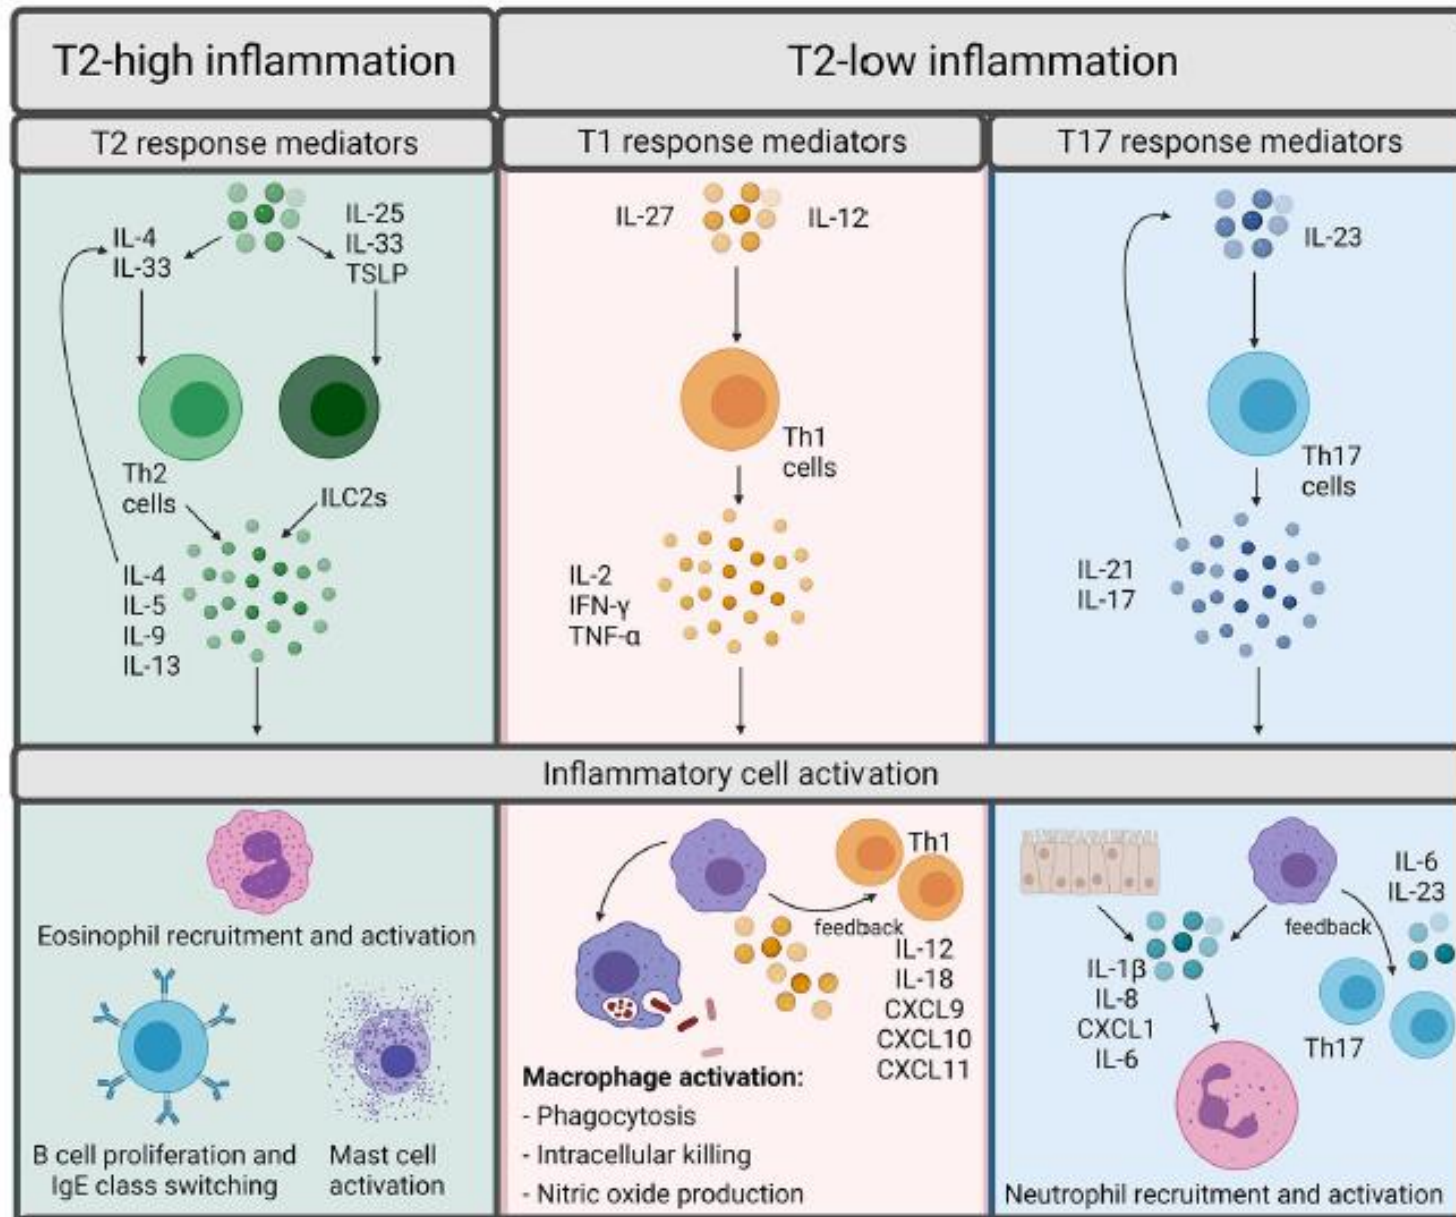 T2-high inflammation
T2-low inflammation
T2 response mediators
T1 response mediators
T17 response mediators
IL-4
IL-33
IL-25
IL-33
TSLP
Th2
cells
ILC2s
IL-4
IL-5
IL-9
IL-13
IL-27
IL-12
Th1
cells
IL-2
IFN-γ
TNF-α
IL-23
Th17
cells
IL-21
IL-17
Inflammatory cell activation
Eosinophil recruitment and activation
B cell proliferation and
IgE class switching
Mast cell
activation
Th1
feedback
IL-12
IL-18
CXCL9
CXCL10
CXCL11
Macrophage activation:
- Phagocytosis
- Intracellular killing
- Nitric oxide production
IL-6
IL-23
feedback
IL-1β
IL-8
CXCL1
IL-6
Th17
Neutrophil recruitment and activation